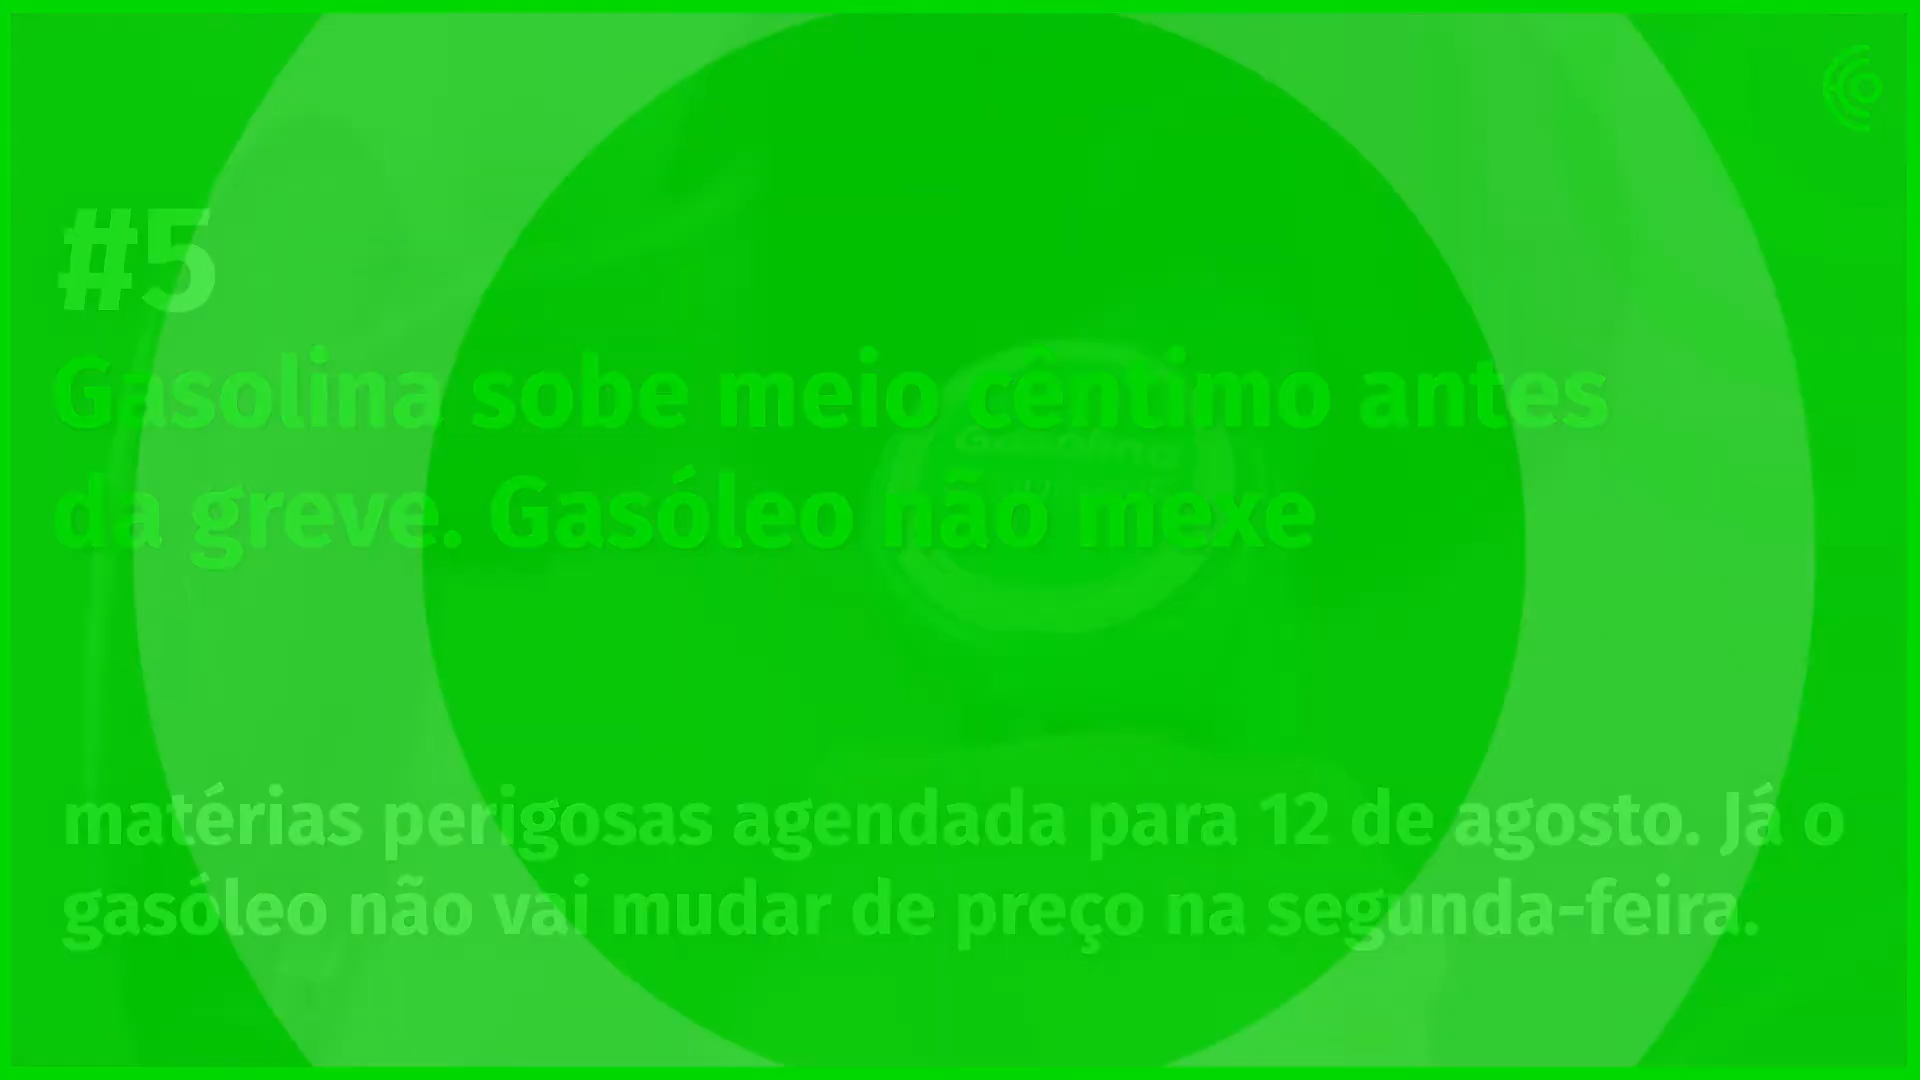 #5
Gasolina sobe meio cêntimo antes
da greve. Gasóleo não mexe
Gasolina
matérias perigosas agendada para 12 de agosto. Já o
gasóleo não vai mudar de preço na segunda-feira.